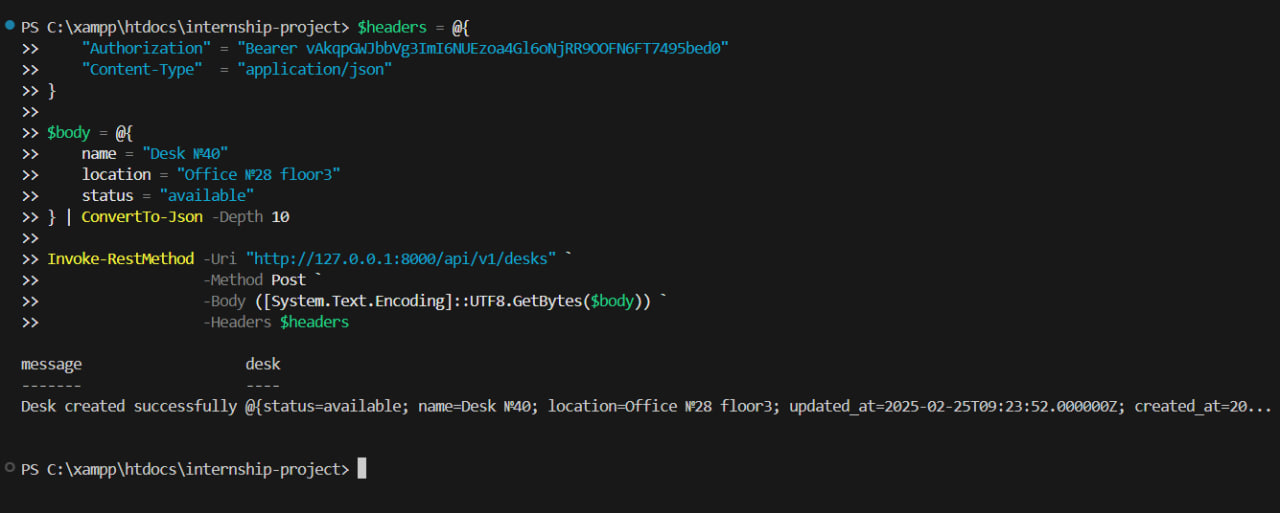 PS C:\xampp\htdocs\internship-project> $headers = @{
>>     "Authorization" = "Bearer vAkqpGWJbbVg3ImI6NUEzoa4Gl6oNjRR9OOFN6FT7495bed0"
>>     "Content-Type"  = "application/json"
>> }
>>
>> $body = @{
>>     name = "Desk №40"
>>     location = "Office №28 floor3"
>>     status = "available"
>> } | ConvertTo-Json -Depth 10
>>
>> Invoke-RestMethod -Uri "http://127.0.0.1:8000/api/v1/desks" `
>>                   -Method Post `
>>                   -Body ([System.Text.Encoding]::UTF8.GetBytes($body)) `
>>                   -Headers $headers
message                   desk
-------                   ----
Desk created successfully @{status=available; name=Desk №40; location=Office №28 floor3; updated_at=2025-02-25T09:23:52.000000Z; created_at=20...
PS C:\xampp\htdocs\internship-project>